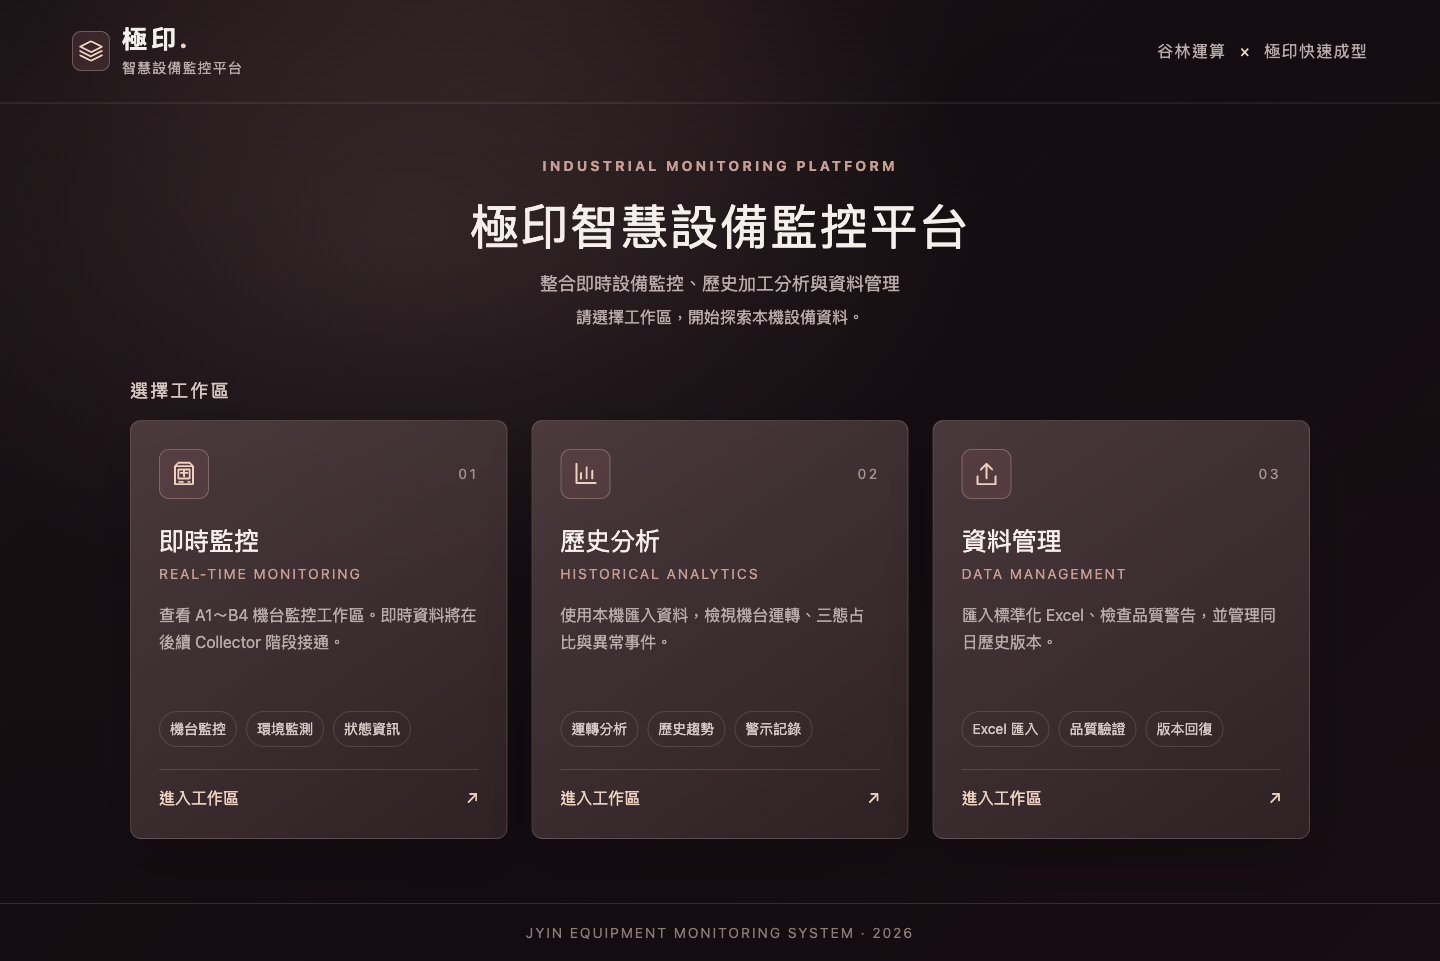 極印.
智慧設備監控平台
谷林運算 × 極印快速成型
INDUSTRIAL MONITORING PLATFORM
極印智慧設備監控平台
整合即時設備監控、歷史加工分析與資料管理
請選擇工作區，開始探索本機設備資料。
選擇工作區
01
即時監控
REAL-TIME MONITORING
查看 A1～B4 機台監控工作區。即時資料將在
後續 Collector 階段接通。
機台監控 環境監測 狀態資訊
進入工作區
02
歷史分析
HISTORICAL ANALYTICS
使用本機匯入資料，檢視機台運轉、三態占
比與異常事件。
運轉分析 歷史趨勢 警示記錄
進入工作區
03
資料管理
DATA MANAGEMENT
匯入標準化 Excel、檢查品質警告，並管理同
日歷史版本。
Excel 匯入 品質驗證 版本回復
進入工作區
JYIN EQUIPMENT MONITORING SYSTEM · 2026